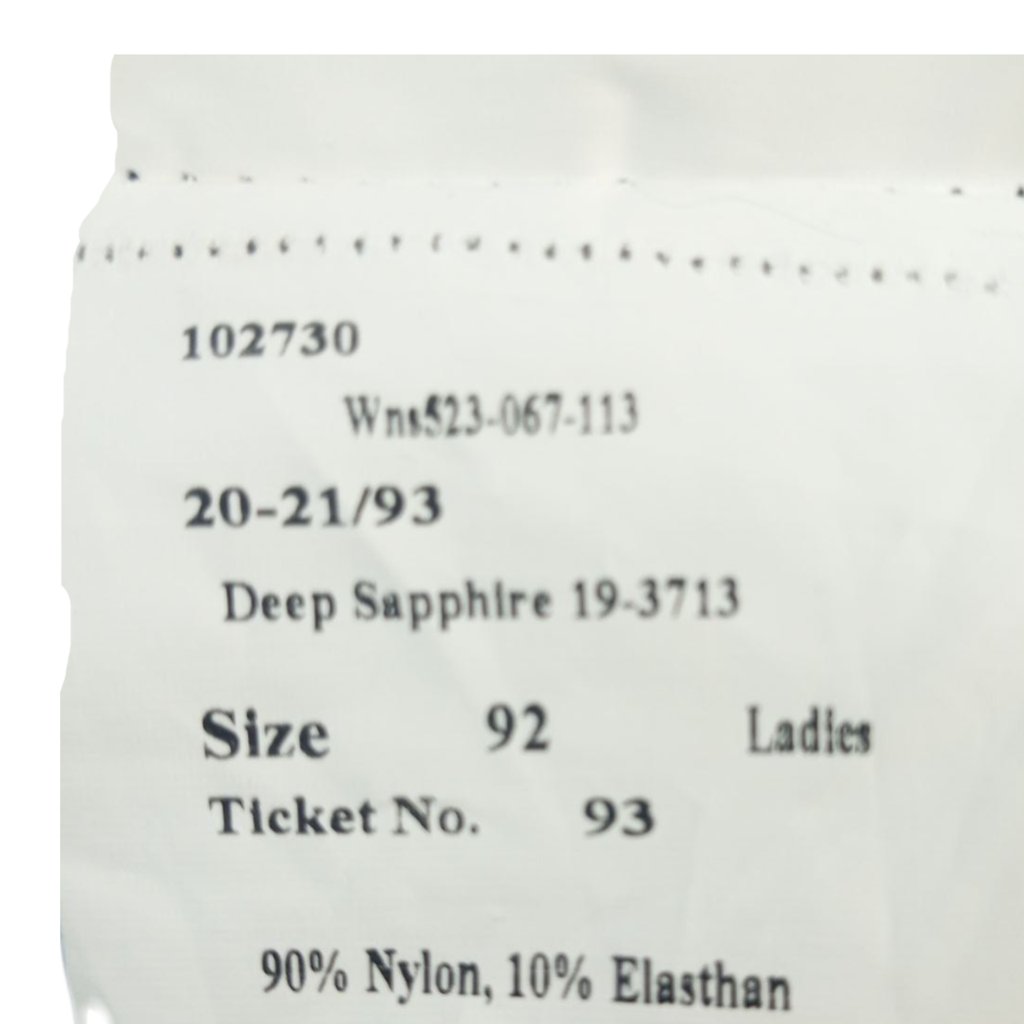 102730
Wns523-067-113
20-21/93
Deep Sapphire 19-3713
Size 92 Ladies
Ticket No. 93
90% Nylon, 10% Elasthan